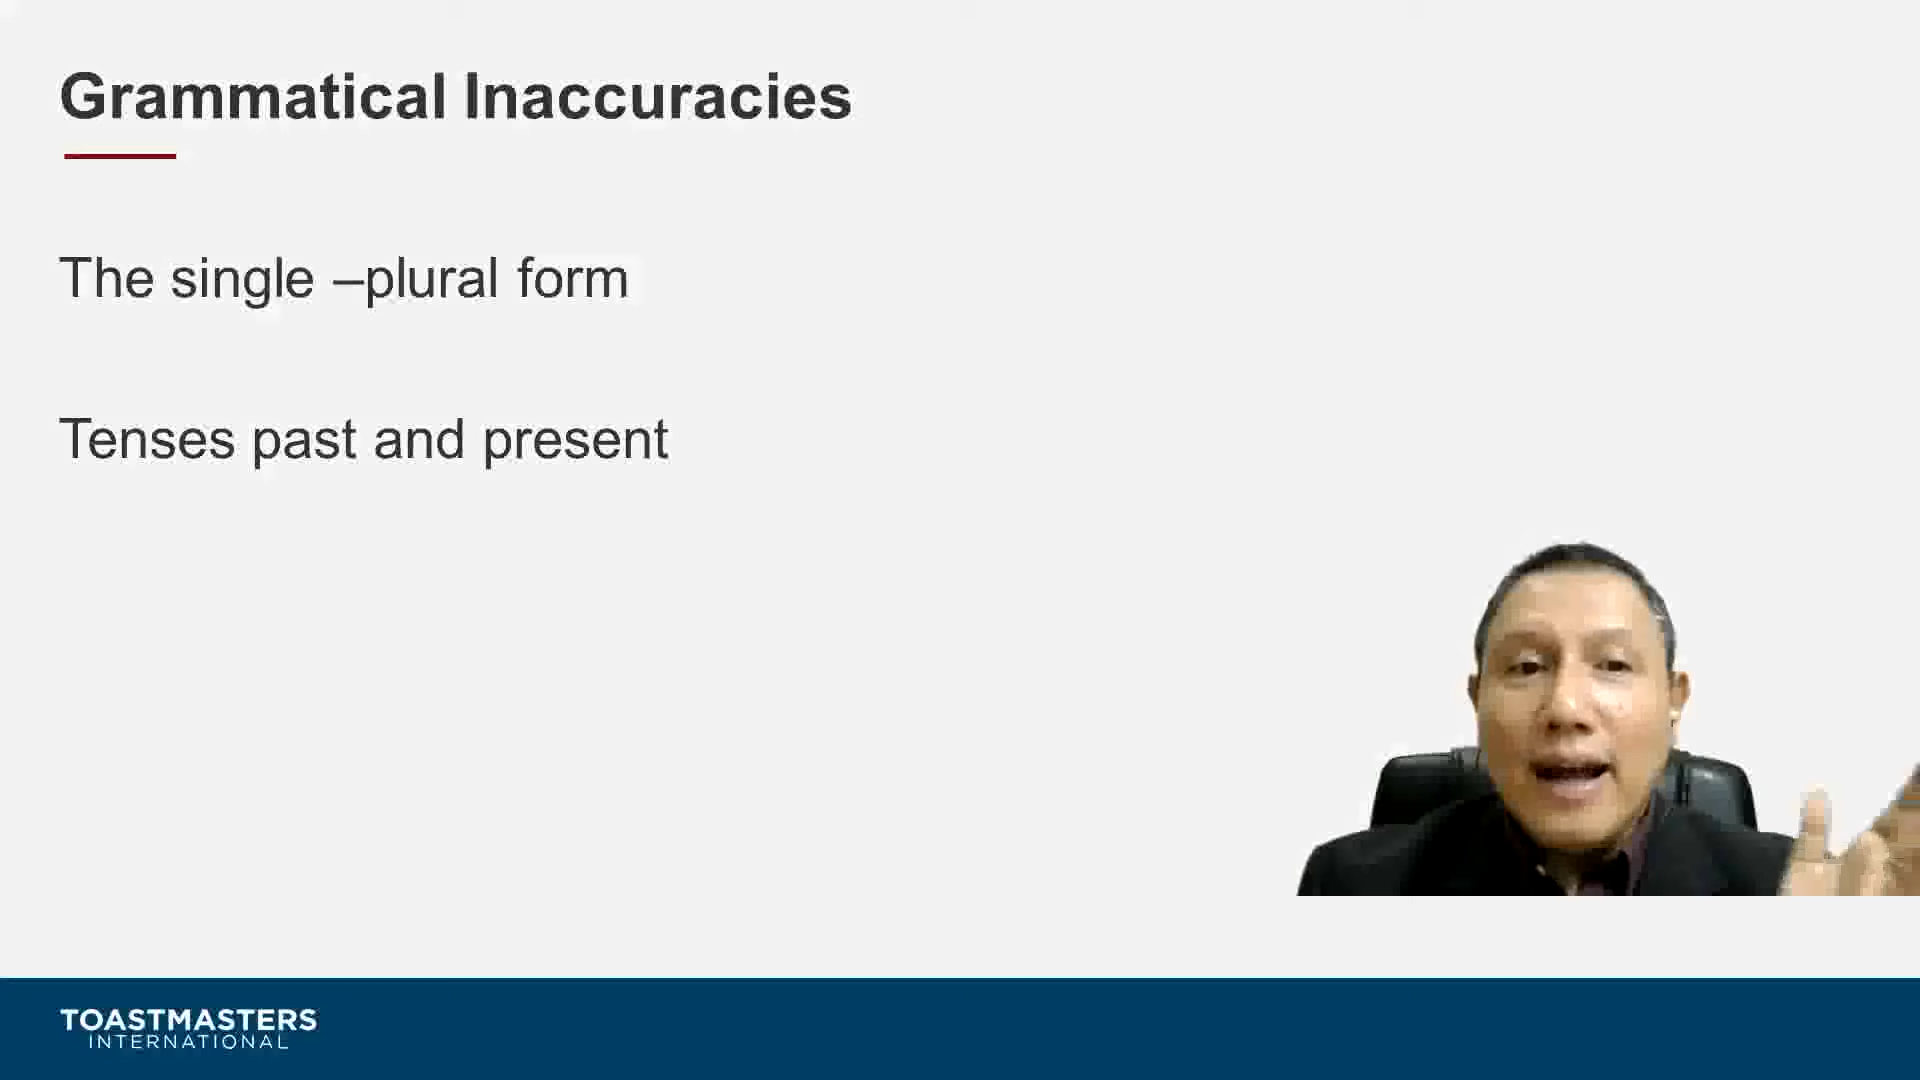 Grammatical Inaccuracies
The single –plural form
Tenses past and present
TOASTMASTERS
INTERNATIONAL